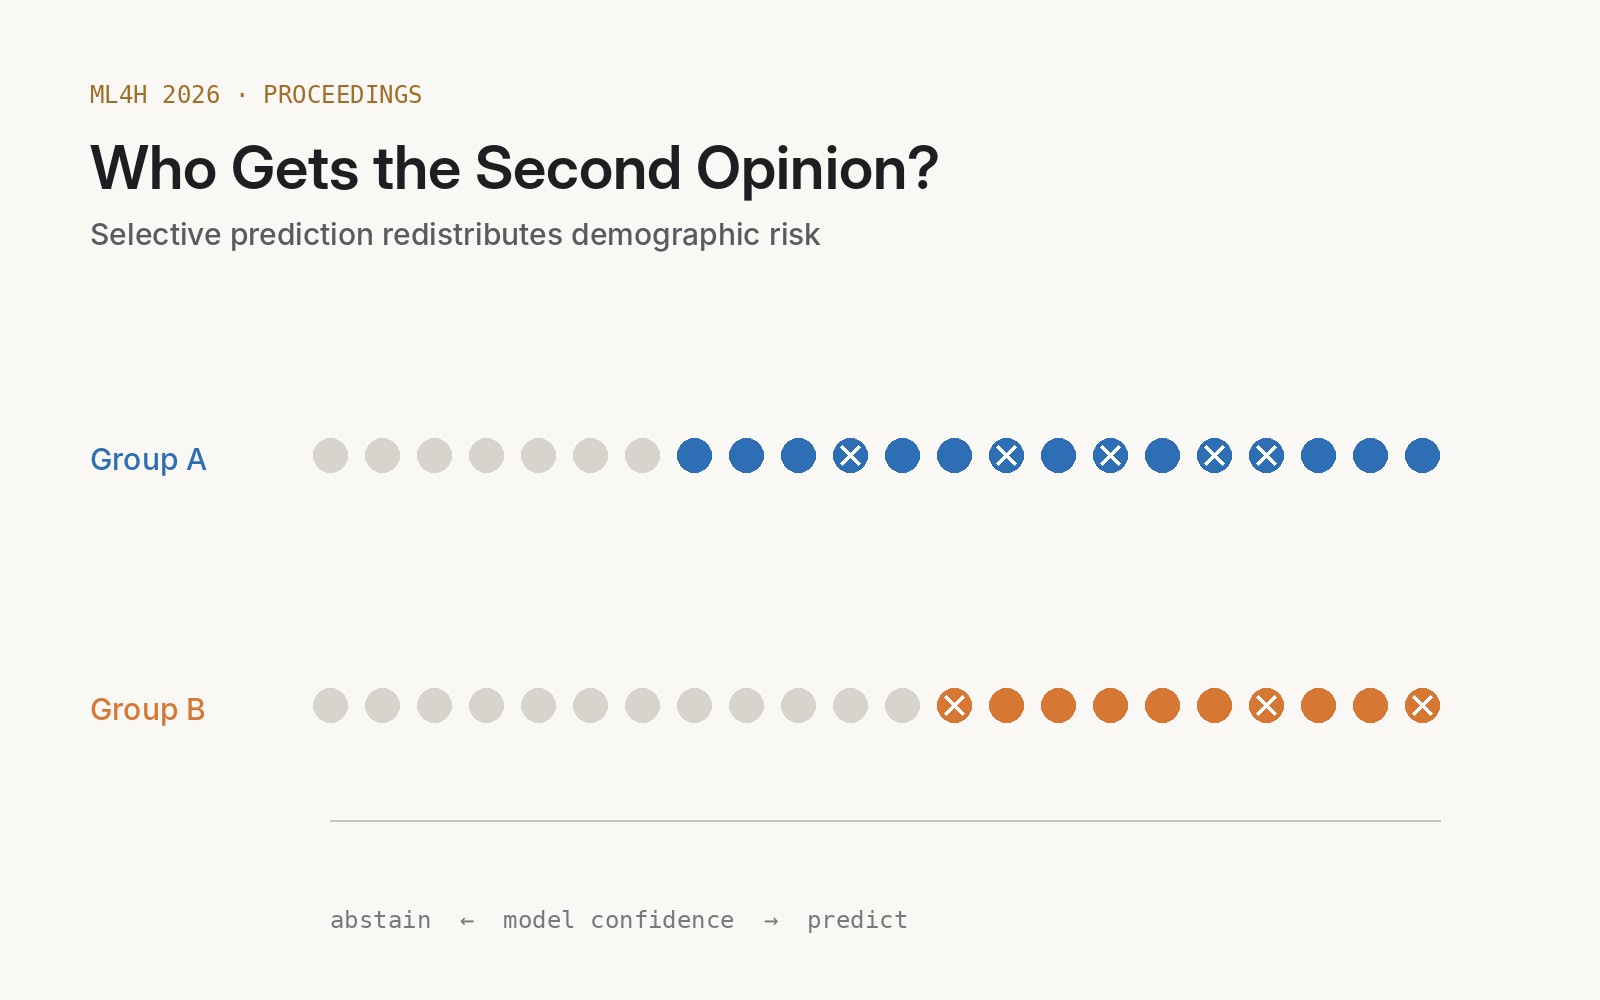 ML4H 2026 · PROCEEDINGS
Who Gets the Second Opinion?
Selective prediction redistributes demographic risk
Group A
Group B
abstain ← model confidence → predict